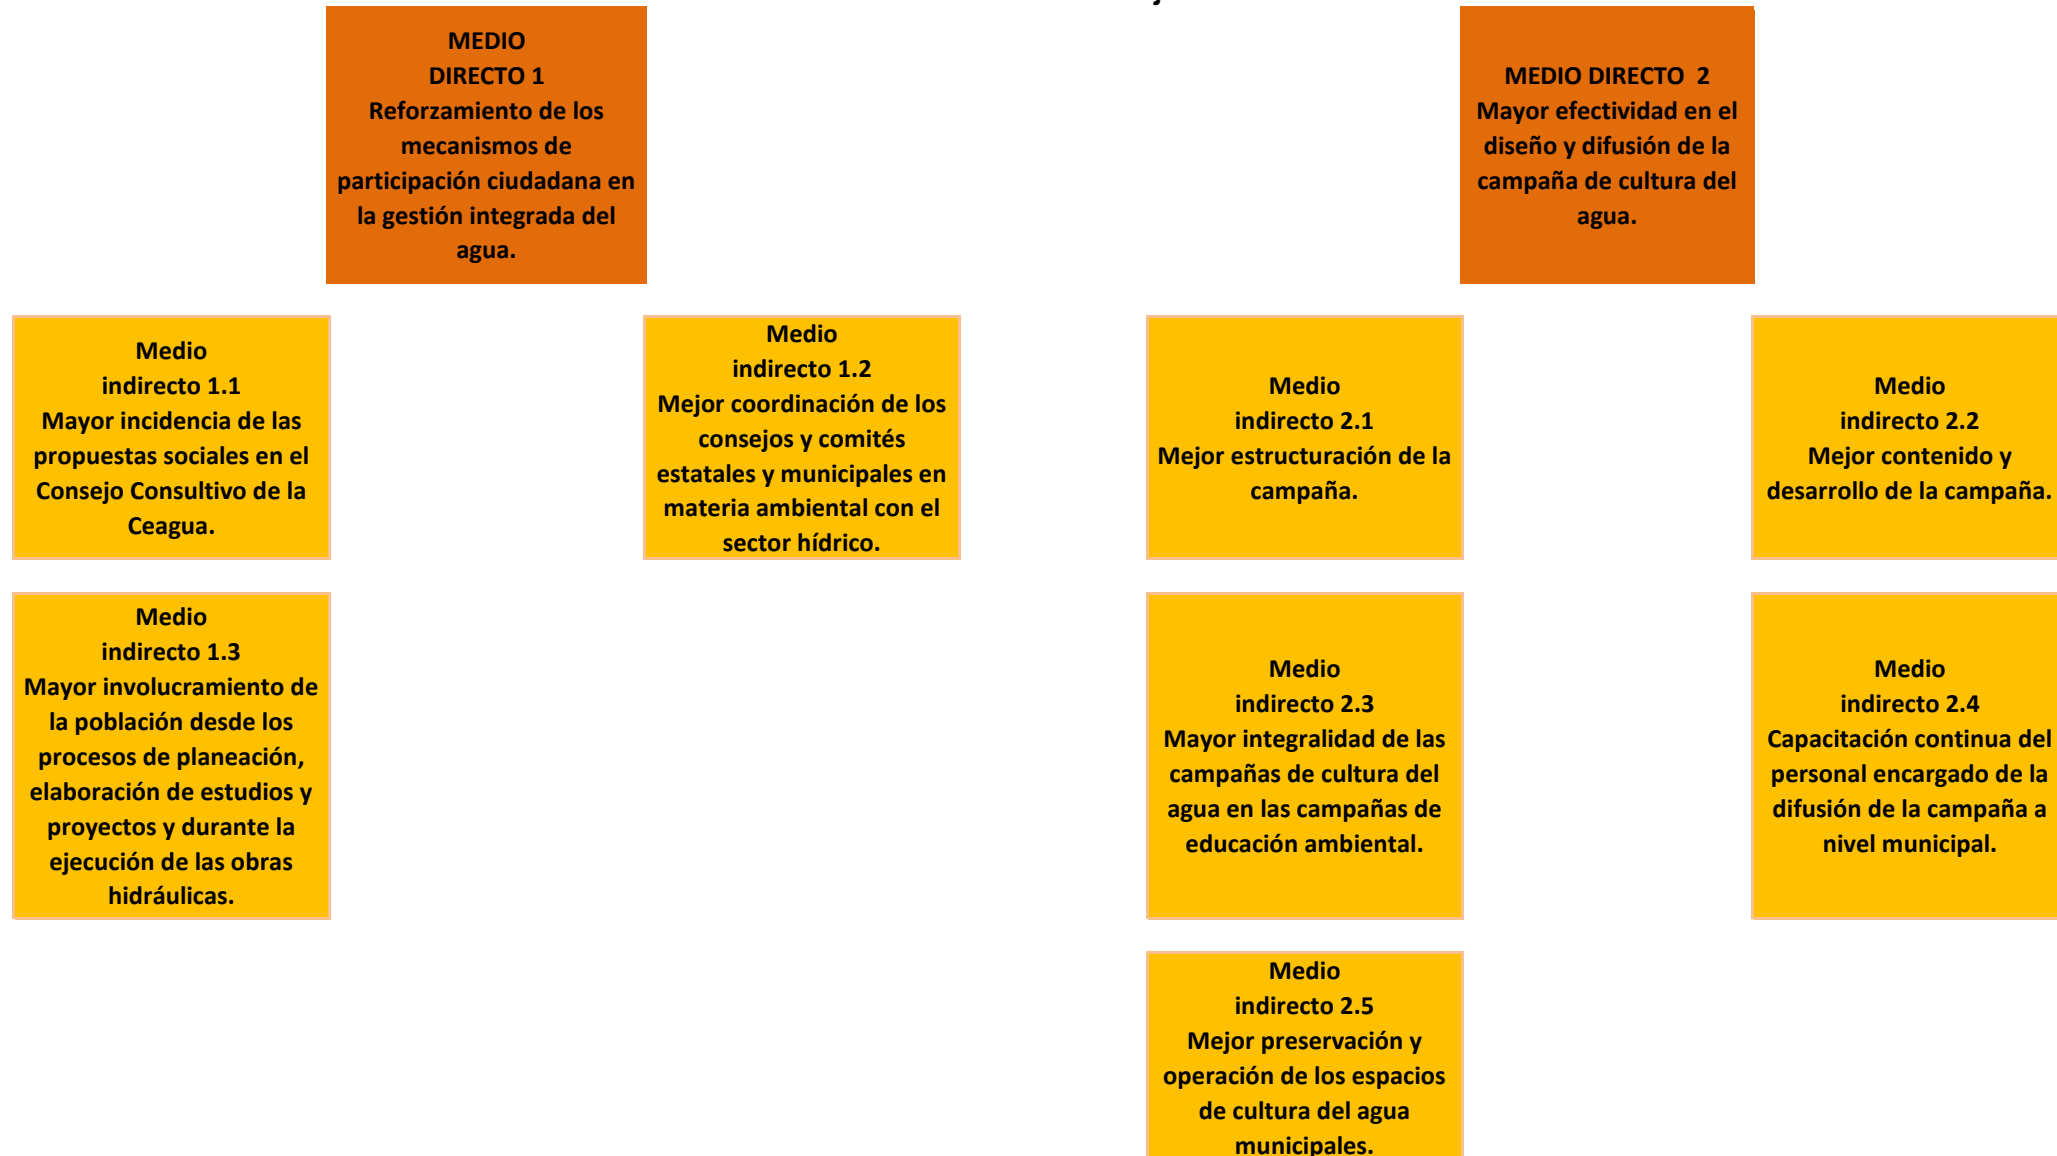 MEDIO
DIRECTO 1
Reforzamiento de los
mecanismos de
participación ciudadana en
la gestión integrada del
agua.
MEDIO DIRECTO 2
Mayor efectividad en el
diseño y difusión de la
campaña de cultura del
agua.
Medio
indirecto 1.1
Mayor incidencia de las
propuestas sociales en el
Consejo Consultivo de la
Ceagua.
Medio
indirecto 1.2
Mejor coordinación de los
consejos y comités
estatales y municipales en
materia ambiental con el
sector hídrico.
Medio
indirecto 2.1
Mejor estructuración de la
campaña.
Medio
indirecto 2.2
Mejor contenido y
desarrollo de la campaña.
Medio
indirecto 1.3
Mayor involucramiento de
la población desde los
procesos de planeación,
elaboración de estudios y
proyectos y durante la
ejecución de las obras
hidráulicas.
Medio
indirecto 2.3
Mayor integralidad de las
campañas de cultura del
agua en las campañas de
educación ambiental.
Medio
indirecto 2.4
Capacitación continua del
personal encargado de la
difusión de la campaña a
nivel municipal.
Medio
indirecto 2.5
Mejor preservación y
operación de los espacios
de cultura del agua
municipales.